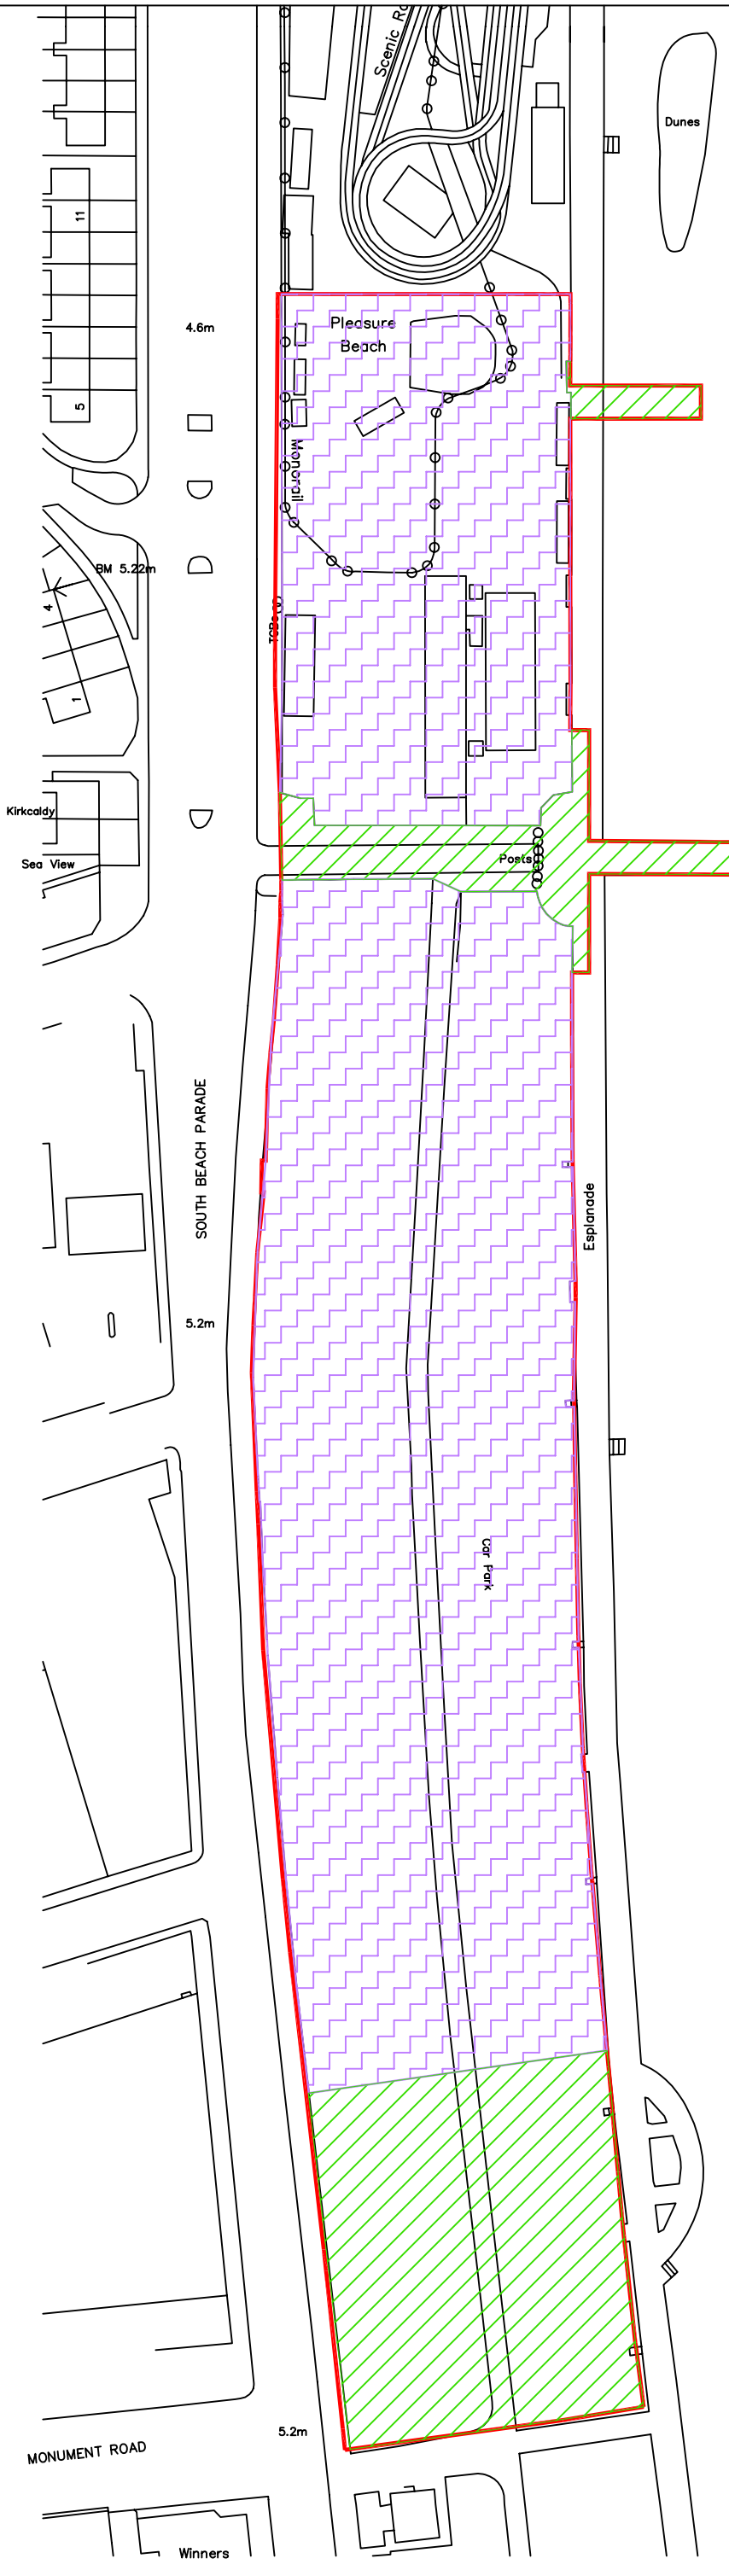 Scenic Ro
Dunes
11
4.6m
Pleasure
Beach
5
Monorail
BM 5.22m
4
TCBs
1
Kirkcaldy
Sea View
Posts
SOUTH BEACH PARADE
Esplanade
5.2m
Car Park
5.2m
MONUMENT ROAD
Winners